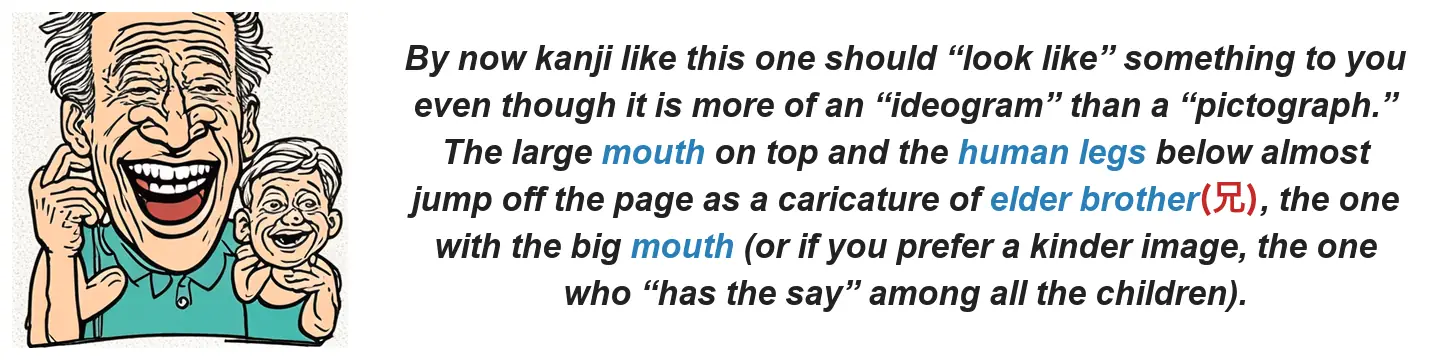 By now kanji like this one should “look like” something to you
even though it is more of an “ideogram” than a “pictograph.”
The large mouth on top and the human legs below almost
jump off the page as a caricature of elder brother(兄), the one
with the big mouth (or if you prefer a kinder image, the one
who “has the say” among all the children).